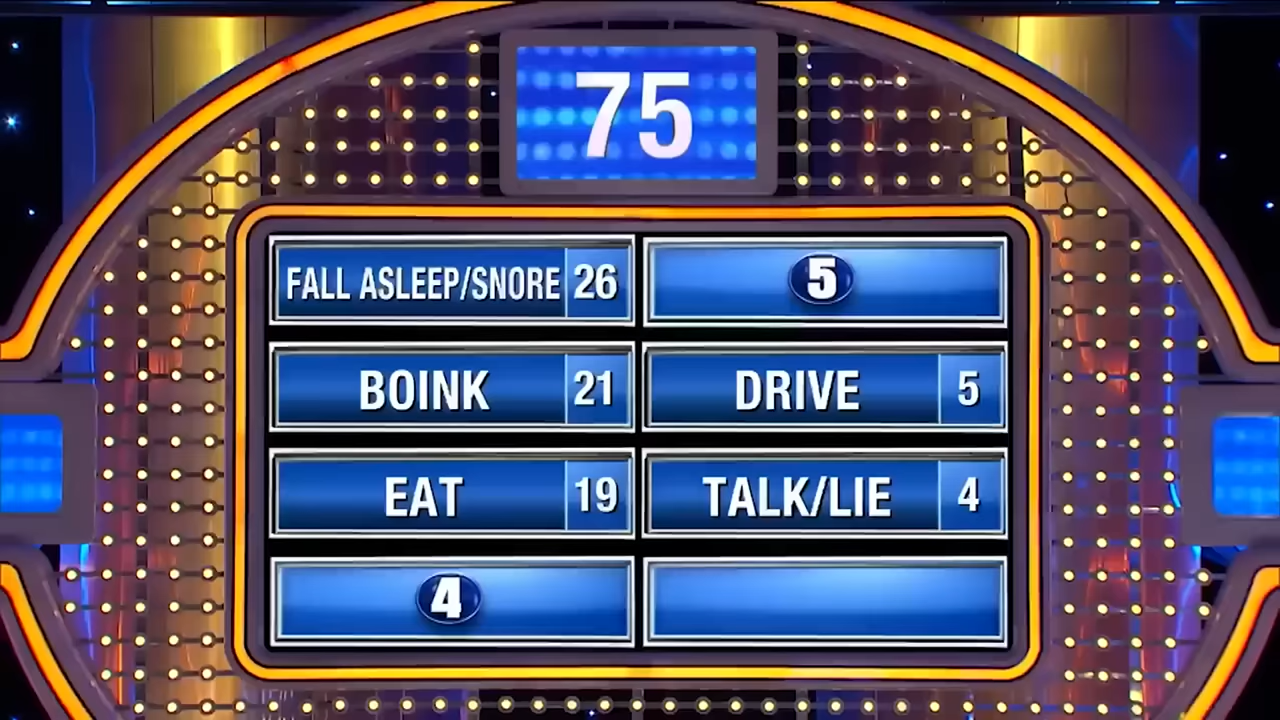 75
FALL ASLEEP/SNORE 26
BOINK 21
EAT 19
4
5
DRIVE 5
TALK/LIE 4